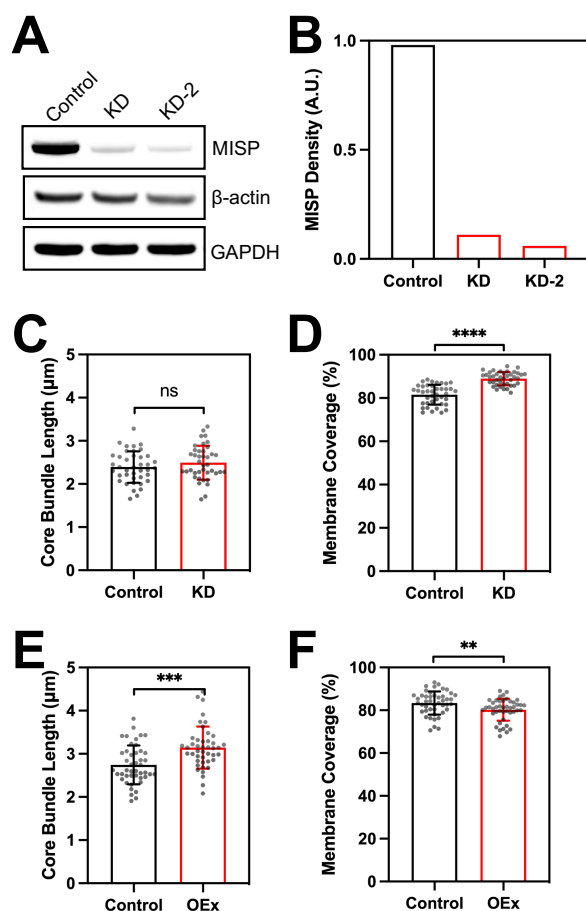 A
Control
KD
KD-2
MISP
β-actin
GAPDH
B
MISP Density (A.U.)
1.0
0.5
0.0
Control KD KD-2
C
Core Bundle Length (µm)
5
4
3
2
1
0
ns
Control KD
D
Membrane Coverage (%)
100
80
60
40
20
0
****
Control KD
E
Core Bundle Length (µm)
5
4
3
2
1
0
***
Control OEx
F
Membrane Coverage (%)
100
80
60
40
20
0
**
Control OEx